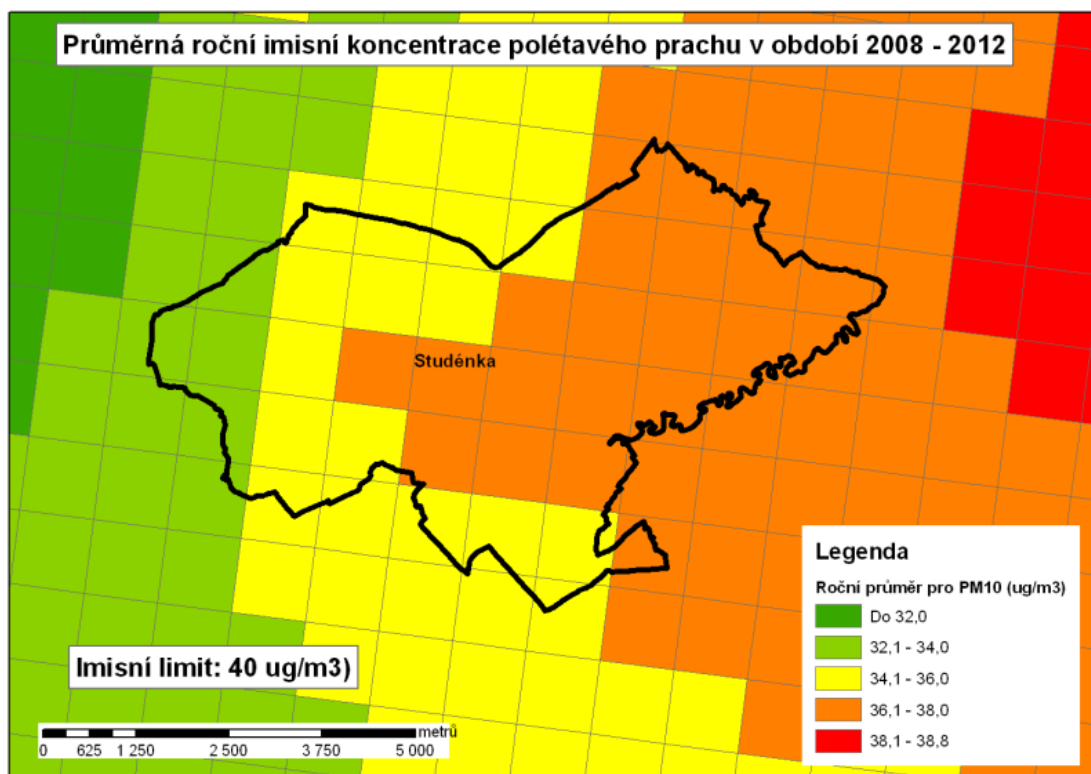 Průměrná roční imisní koncentrace polétavého prachu v období 2008 - 2012
Studénka
Legenda
Roční průměr pro PM10 (ug/m3)
Do 32,0
32,1 - 34,0
34,1 - 36,0
36,1 - 38,0
38,1 - 38,8
Imisní limit: 40 ug/m3)
metrů
0 625 1 250 2 500 3 750 5 000